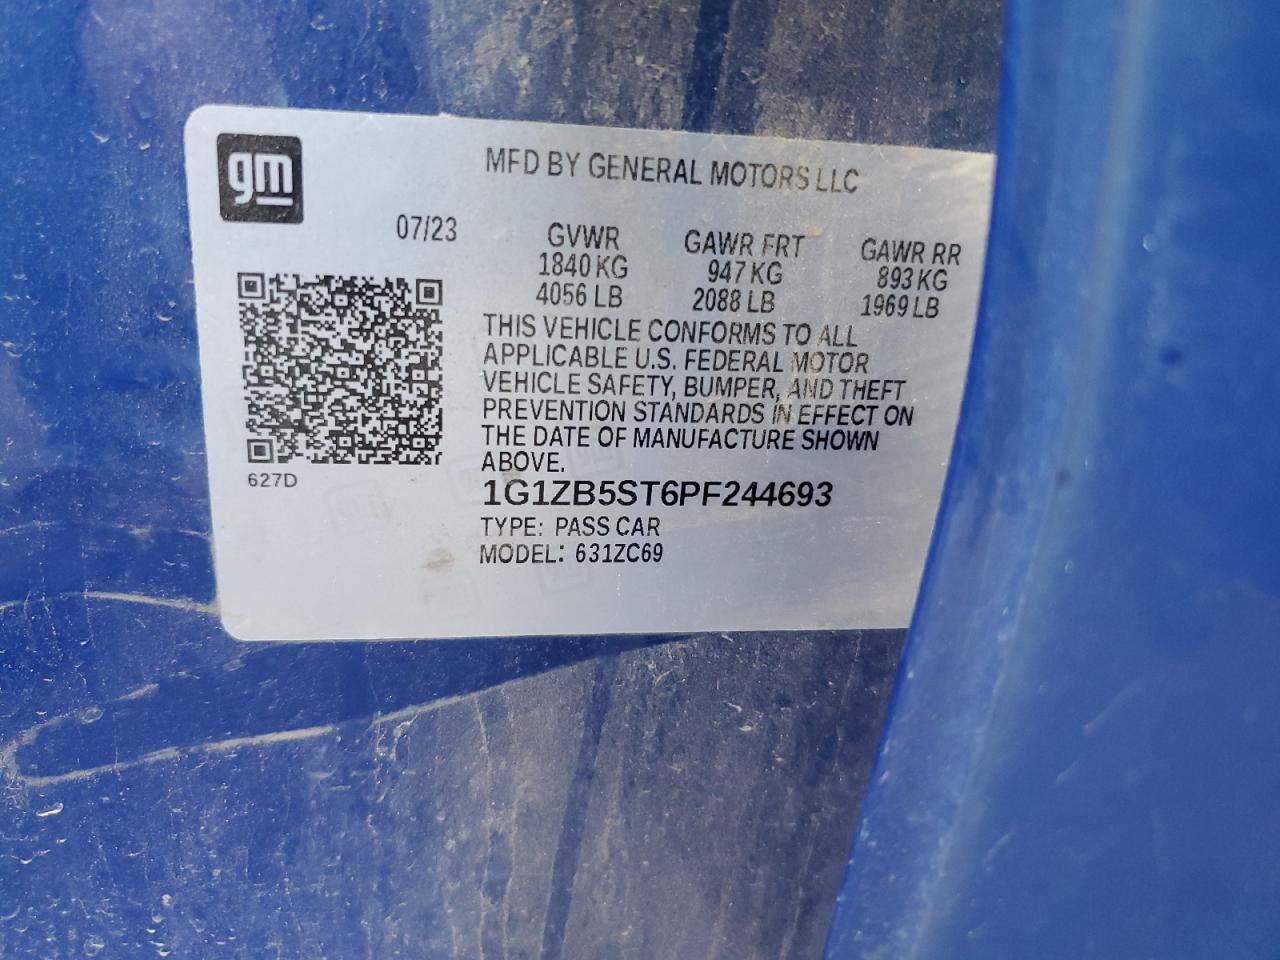 gm
MFD BY GENERAL MOTORS LLC
07/23
GVWR GAWR FRT GAWR RR
1840 KG 947 KG 893 KG
4056 LB 2088 LB 1969 LB
THIS VEHICLE CONFORMS TO ALL
APPLICABLE U.S. FEDERAL MOTOR
VEHICLE SAFETY, BUMPER, AND THEFT
PREVENTION STANDARDS IN EFFECT ON
THE DATE OF MANUFACTURE SHOWN
ABOVE.
627D
1G1ZB5ST6PF244693
TYPE: PASS CAR
MODEL: 631ZC69